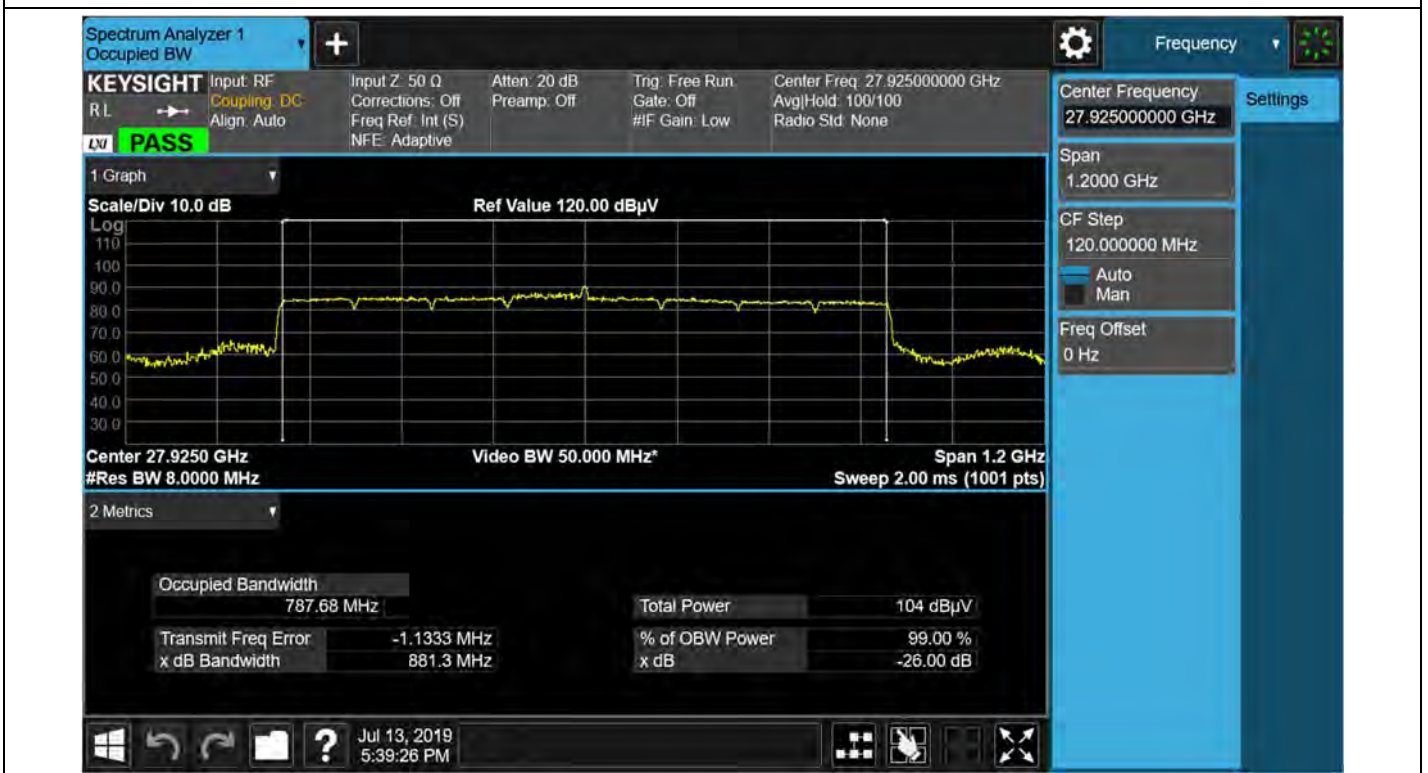 Spectrum Analyzer 1
Occupied BW
+
Frequency
KEYSIGHT
R L
LXI PASS
Input: RF
Coupling: DC
Align: Auto
Input Z: 50 Ω
Corrections: Off
Freq Ref: Int (S)
NFE: Adaptive
Atten: 20 dB
Preamp: Off
Trig: Free Run
Gate: Off
#IF Gain: Low
Center Freq: 27.925000000 GHz
Avg|Hold: 100/100
Radio Std: None
Center Frequency
27.925000000 GHz
Settings
Span
1.2000 GHz
CF Step
120.000000 MHz
Auto
Man
Freq Offset
0 Hz
1 Graph
Scale/Div 10.0 dB
Ref Value 120.00 dBµV
Log
110
100
90.0
80.0
70.0
60.0
50.0
40.0
30.0
Center 27.9250 GHz
Video BW 50.000 MHz*
Span 1.2 GHz
#Res BW 8.0000 MHz
Sweep 2.00 ms (1001 pts)
2 Metrics
Occupied Bandwidth
787.68 MHz
Total Power 104 dBµV
Transmit Freq Error -1.1333 MHz
% of OBW Power 99.00 %
x dB Bandwidth 881.3 MHz
x dB -26.00 dB
?
Jul 13, 2019
5:39:26 PM